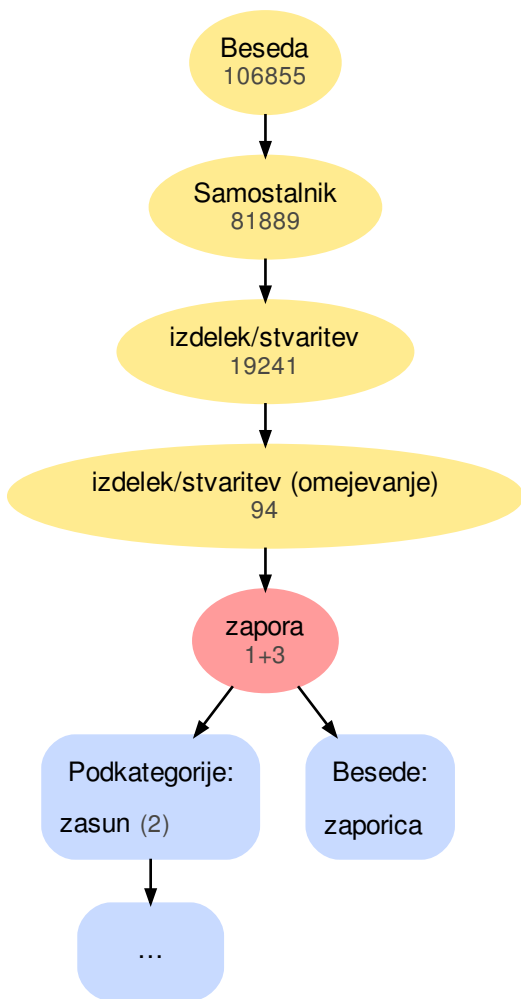 Beseda
106855
Samostalnik
81889
izdelek/stvaritev
19241
izdelek/stvaritev (omejevanje)
94
zapora
1+3
Podkategorije:
zasun (2)
Besede:
zaporica
...